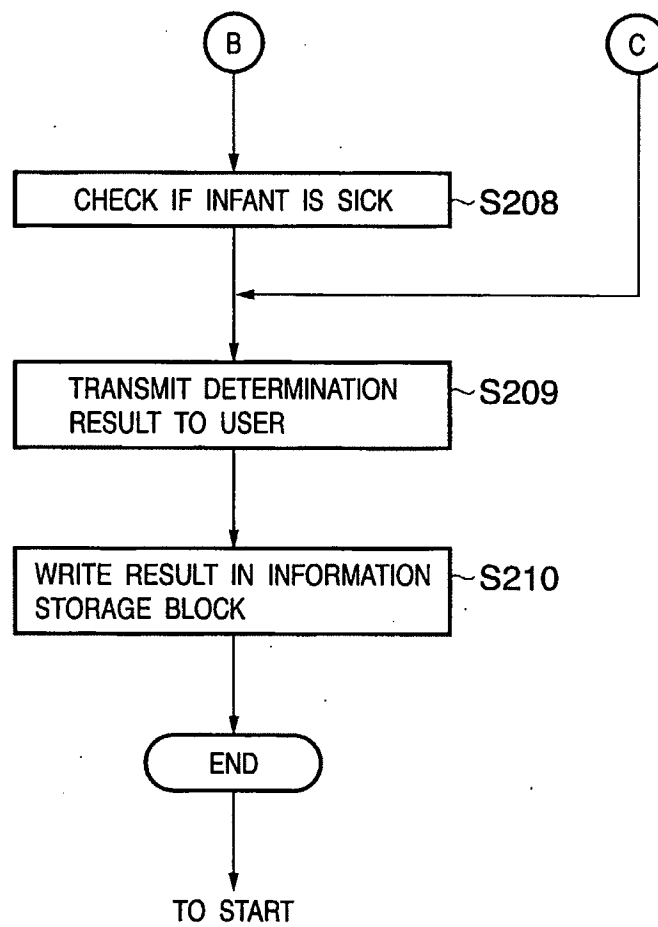 B
C
CHECK IF INFANT IS SICK
S208
TRANSMIT DETERMINATION
RESULT TO USER
S209
WRITE RESULT IN INFORMATION
STORAGE BLOCK
S210
END
TO START